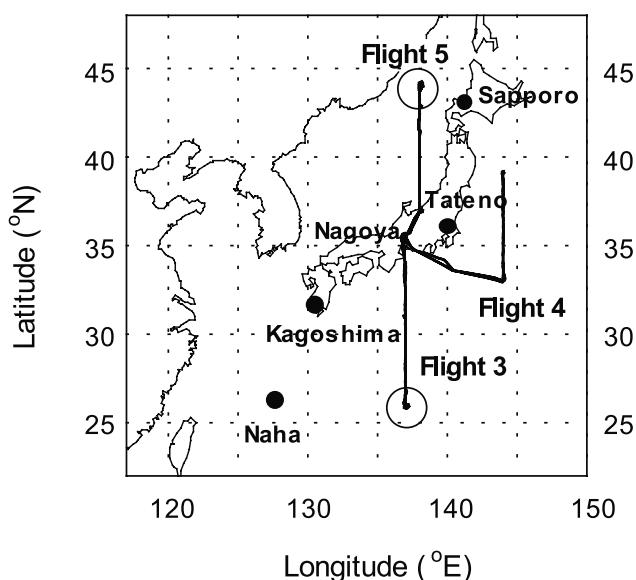 Flight 5
45
45
Sapporo
40
40
Tateno
Nagoya
35
35
Flight 4
Kagoshima
30
30
Flight 3
25
25
Naha
120
130
140
150
Latitude (°N)
Longitude (°E)